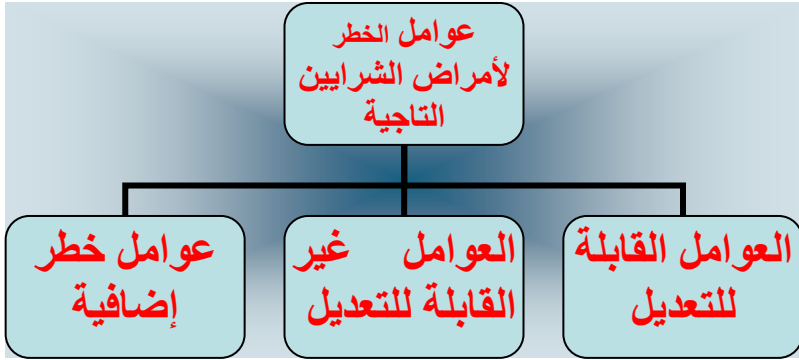 عوامل الخطر
لأمراض الشرايين
التاجية
العوامل القابلة
للتعديل
العوامل غير
القابلة للتعديل
عوامل خطر
إضافية